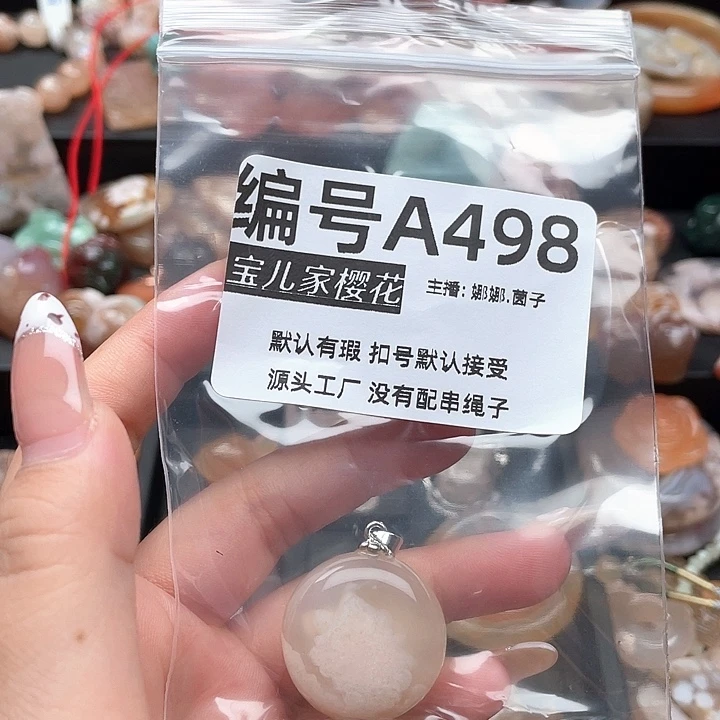 编号A498
宝儿家樱花 主播: 娜娜.茵子
默认有瑕 扣号默认接受
源头工厂 没有配串绳子